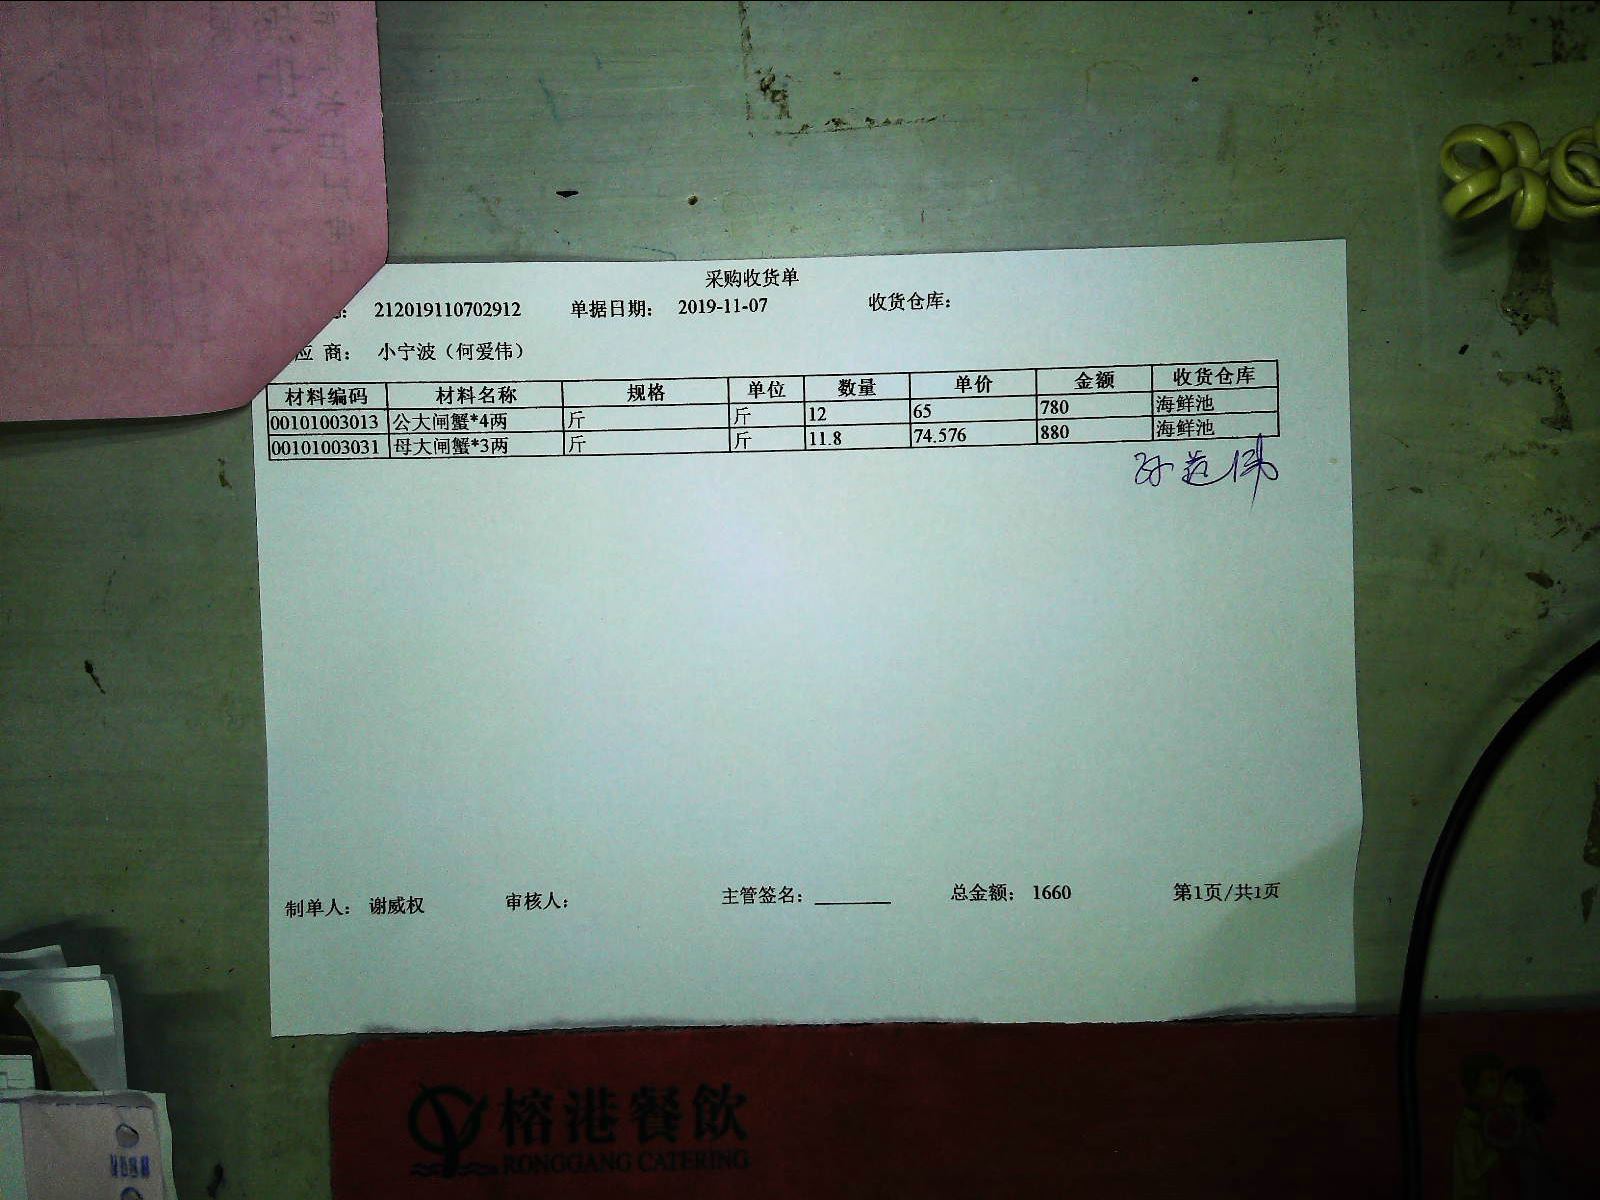 采购收货单
212019110702912 单据日期： 2019-11-07 收货仓库：
应 商： 小宁波（何爱伟）
材料编码 材料名称 规格 单位 数量 单价 金额 收货仓库
00101003013 公大闸蟹*4两 斤 斤 12 65 780 海鲜池
00101003031 母大闸蟹*3两 斤 斤 11.8 74.576 880 海鲜池
制单人： 谢威权 审核人： 主管签名： 总金额： 1660 第1页/共1页
榕港餐飲
RONGGANG CATERING